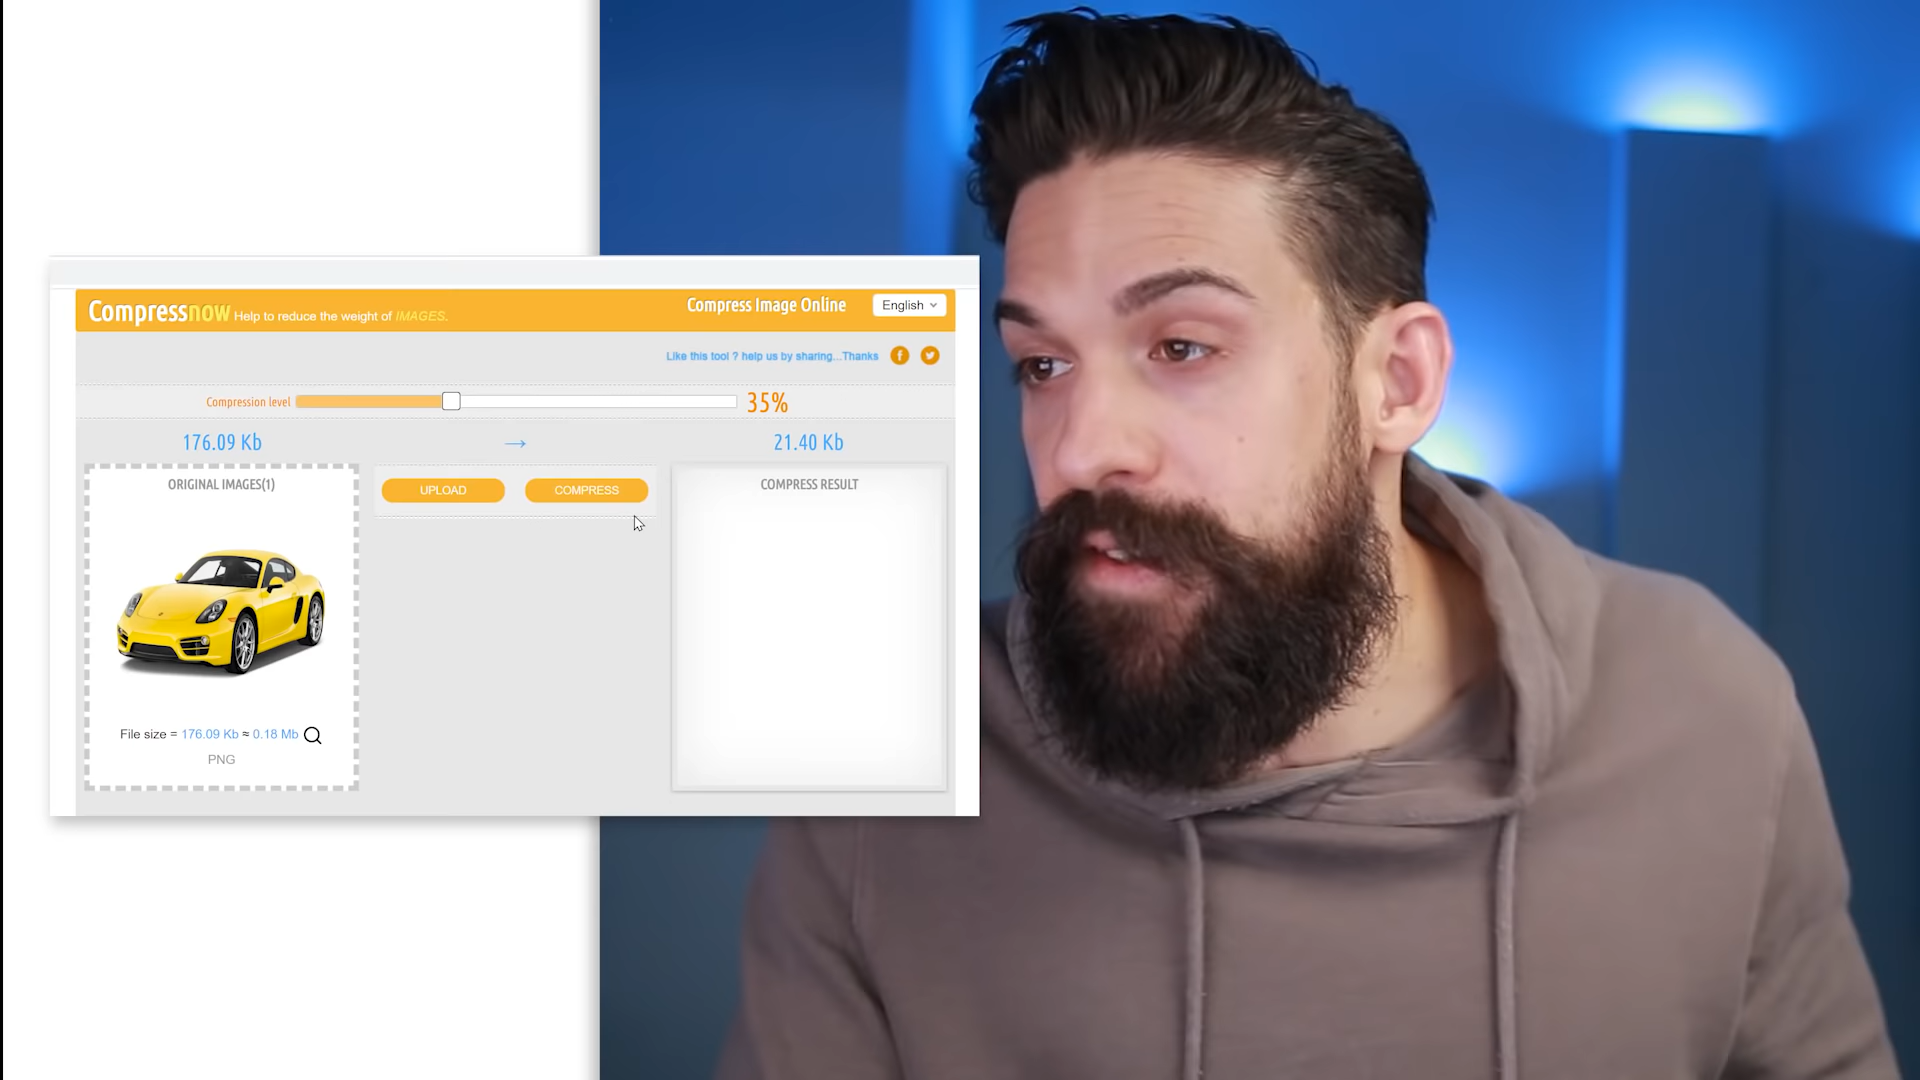 Compressnow Help to reduce the weight of IMAGES.
Compress Image Online
English
Like this tool ? help us by sharing...Thanks
Compression level
35%
176.09 Kb → 21.40 Kb
ORIGINAL IMAGES(1)
UPLOAD
COMPRESS
COMPRESS RESULT
File size = 176.09 Kb ≈ 0.18 Mb
PNG